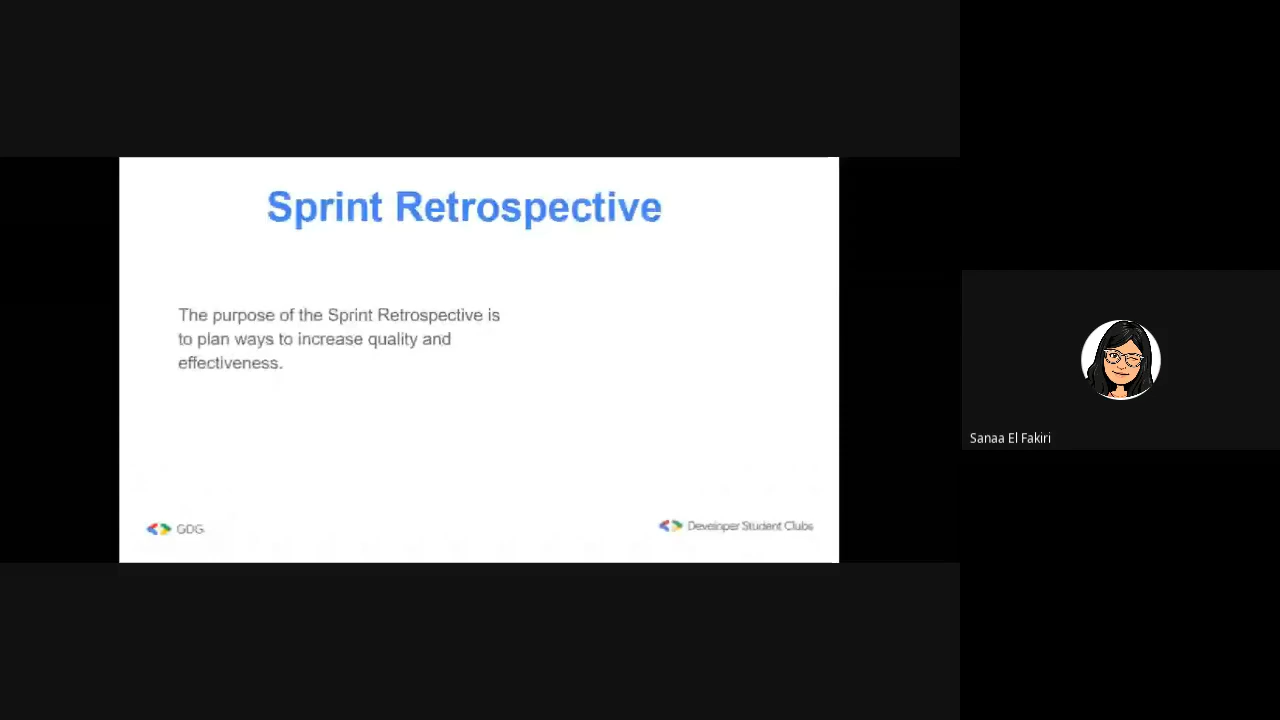 Sprint Retrospective
The purpose of the Sprint Retrospective is
to plan ways to increase quality and
effectiveness.
GDG
Developer Student Clubs
Sanaa El Fakiri